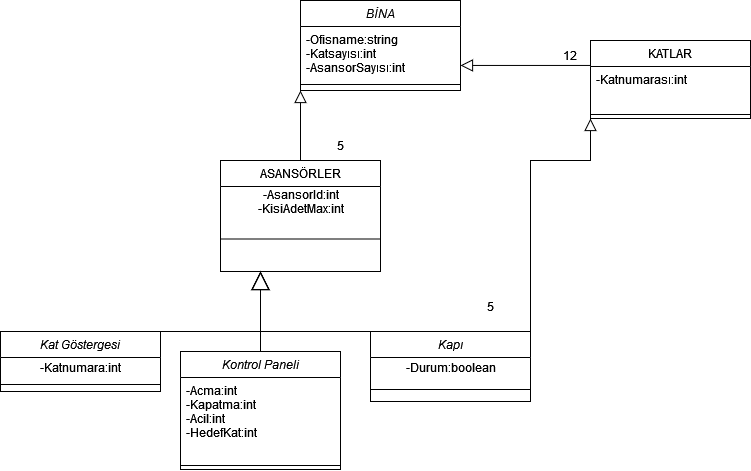 BİNA
-Ofisname:string
-Katsayısı:int
-AsansorSayısı:int
12
KATLAR
-Katnumarası:int
5
ASANSÖRLER
-AsansorId:int
-KisiAdetMax:int
5
Kat Göstergesi
-Katnumara:int
Kontrol Paneli
-Acma:int
-Kapatma:int
-Acil:int
-HedefKat:int
Kapı
-Durum:boolean